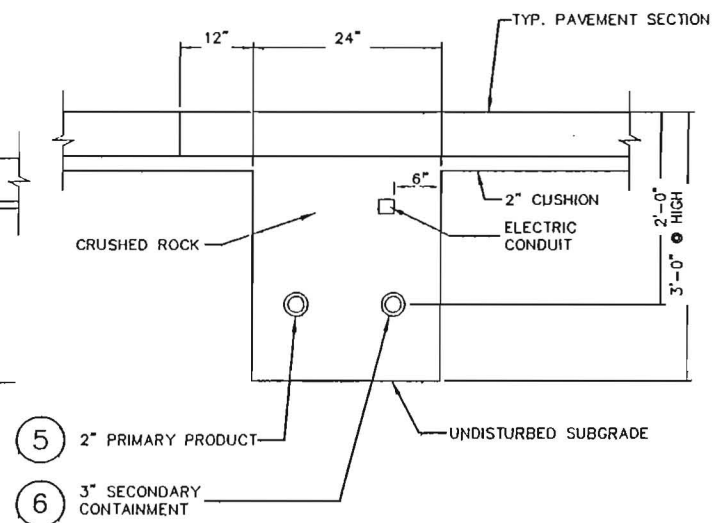 TYP. PAVEMENT SECTION
12"
24"
6"
2" CUSHION
ELECTRIC
CONDUIT
CRUSHED ROCK
2'-0"
3'-0" @ HIGH
5
2" PRIMARY PRODUCT
UNDISTURBED SUBGRADE
6
3" SECONDARY
CONTAINMENT